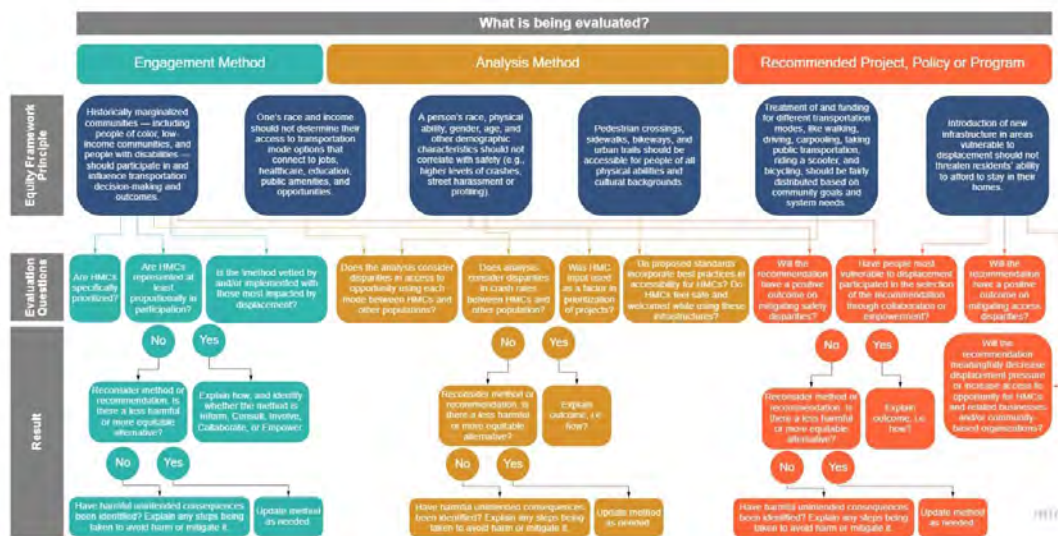 What is being evaluated?
Engagement Method
Analysis Method
Recommended Project, Policy or Program
Equity Framework
Principle
Historically marginalized
communities — including
people of color, low-
income communities, and
people with disabilities —
should participate in and
influence transportation
decision-making and
outcomes.
One's race and income
should not determine their
access to transportation
mode options that
connect to jobs,
healthcare, education,
public amenities, and
opportunities.
A person's race, physical
ability, gender, age, and
other demographic
characteristics should not
correlate with safety (e.g.,
higher levels of crashes,
street harassment or
profiling).
Pedestrian crossings,
sidewalks, bikeways, and
urban trails should be
accessible for people of all
physical abilities and
cultural backgrounds.
Treatment of and funding
for different transportation
modes, like walking,
driving, carpooling, taking
public transportation,
riding a scooter, and
bicycling, should be fairly
distributed based on
community goals and
system needs.
Introduction of new
infrastructure in areas
vulnerable to
displacement should not
threaten residents' ability
to afford to stay in their
homes.
Evaluation
Questions
Are HMCs
specifically
prioritized?
Are HMCs
represented at
least
proportionally in
participation?
Is the method vetted by
and/or implemented with
those most impacted by
displacement?
Does the analysis consider
disparities in access to
opportunity using each
mode between HMCs and
other populations?
Does analysis
consider disparities
in crash rates
between HMCs and
other population?
Was HMC
input used
as a factor in
prioritization
of projects?
Do proposed standards
incorporate best practices in
accessibility for HMCs? Do
HMCs feel safe and
welcomed while using these
infrastructures?
Will the
recommendation
have a positive
outcome on
mitigating safety
disparities?
Have people most
vulnerable to displacement
participated in the selection
of the recommendation
through collaboration or
empowerment?
Will the
recommendation
have a positive
outcome on
mitigating access
disparities?
Result
No
Yes
Reconsider method or
recommendation. Is
there a less harmful
or more equitable
alternative?
Explain how, and identify
whether the method is
Inform, Consult, Involve,
Collaborate, or Empower.
No
Yes
Have harmful unintended consequences
been identified? Explain any steps being
taken to avoid harm or mitigate it.
Update method
as needed
No
Yes
Reconsider method or
recommendation. Is
there a less harmful
or more equitable
alternative?
Explain
outcome, i.e
how?
No
Yes
Have harmful unintended consequences
been identified? Explain any steps being
taken to avoid harm or mitigate it.
Update method
as needed
No
Yes
Reconsider method or
recommendation. Is
there a less harmful
or more equitable
alternative?
Explain
outcome, i.e
how?
Will the
recommendation
meaningfully decrease
displacement pressure
or increase access to
opportunity for HMCs
and related businesses
and/or community-
based organizations?
No
Yes
Have harmful unintended consequences
been identified? Explain any steps being
taken to avoid harm or mitigate it.
Update method
as needed